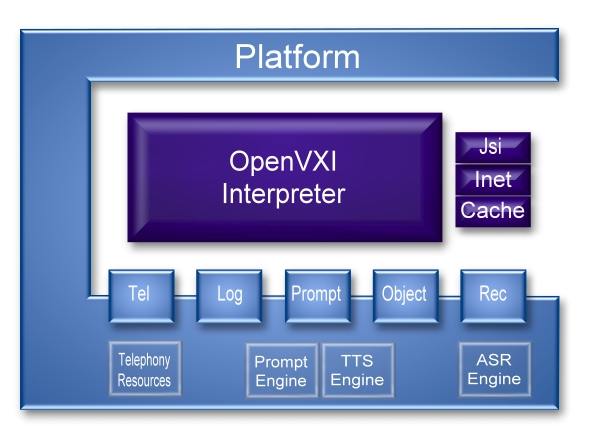 Platform
OpenVXI
Interpreter
Jsi
Inet
Cache
Tel
Log
Prompt
Object
Rec
Telephony
Resources
Prompt
Engine
TTS
Engine
ASR
Engine